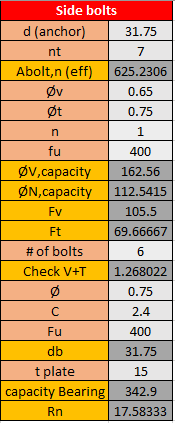 Side bolts
d (anchor) 31.75
nt 7
Abolt,n (eff) 625.2306
Øv 0.65
Øt 0.75
n 1
fu 400
ØV,capacity 162.56
ØN,capacity 112.5415
Fv 105.5
Ft 69.66667
# of bolts 6
Check V+T 1.268022
Ø 0.75
C 2.4
Fu 400
db 31.75
t plate 15
capacity Bearing 342.9
Rn 17.58333